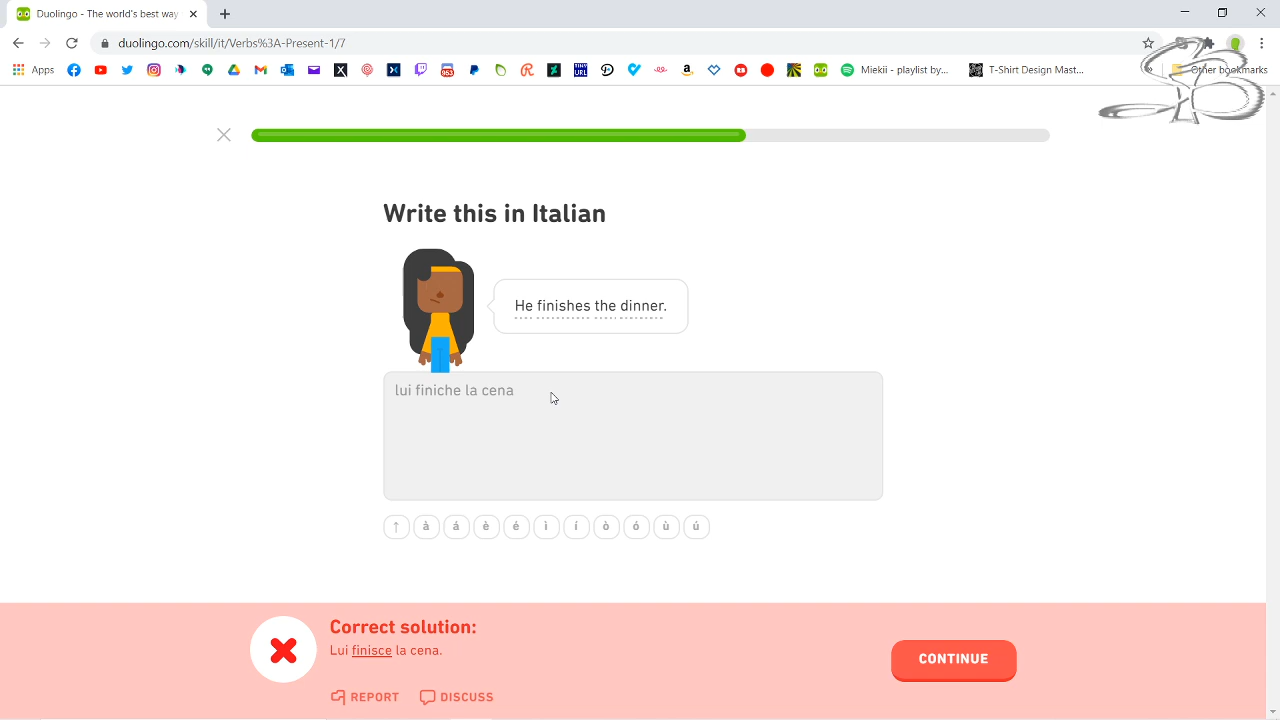 Duolingo - The world's best way
duolingo.com/skill/it/Verbs%3A-Present-1/7
Apps
Miekii - playlist by...
T-Shirt Design Mast...
Other bookmarks
Write this in Italian
He finishes the dinner.
lui finiche la cena
↑ à á è é ì í ò ó ù ú
Correct solution:
Lui finisce la cena.
REPORT DISCUSS
CONTINUE